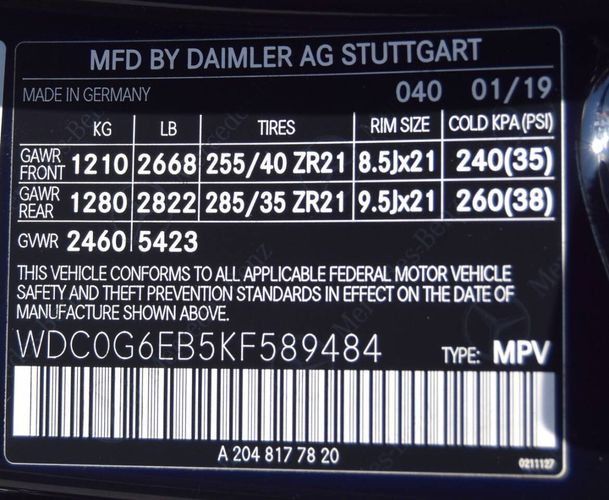 MFD BY DAIMLER AG STUTTGART
MADE IN GERMANY 040 01/19
KG LB TIRES RIM SIZE COLD KPA(PSI)
GAWR FRONT 1210 2668 255/40 ZR21 8.5Jx21 240(35)
GAWR REAR 1280 2822 285/35 ZR21 9.5Jx21 260(38)
GVWR 2460 5423
THIS VEHICLE CONFORMS TO ALL APPLICABLE FEDERAL MOTOR VEHICLE
SAFETY AND THEFT PREVENTION STANDARDS IN EFFECT ON THE DATE OF
MANUFACTURE SHOWN ABOVE.
WDC0G6EB5KF589484 TYPE: MPV
A 204 817 78 20
0211127